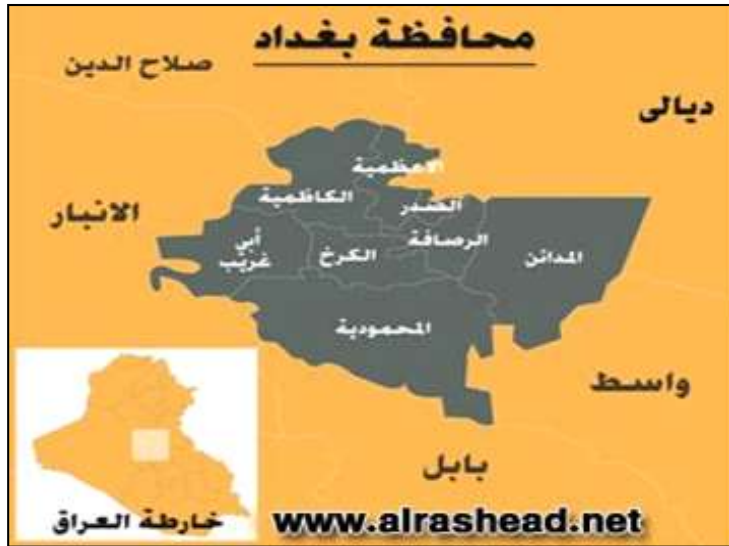 محافظة بغداد
صلاح الدين
ديالى
الاعظمية
الكاظمية
الصدر
الانبار
أبي
غريب
الكرخ
الرصافة
المدائن
المحمودية
واسط
بابل
خارطة العراق
www.alrashead.net